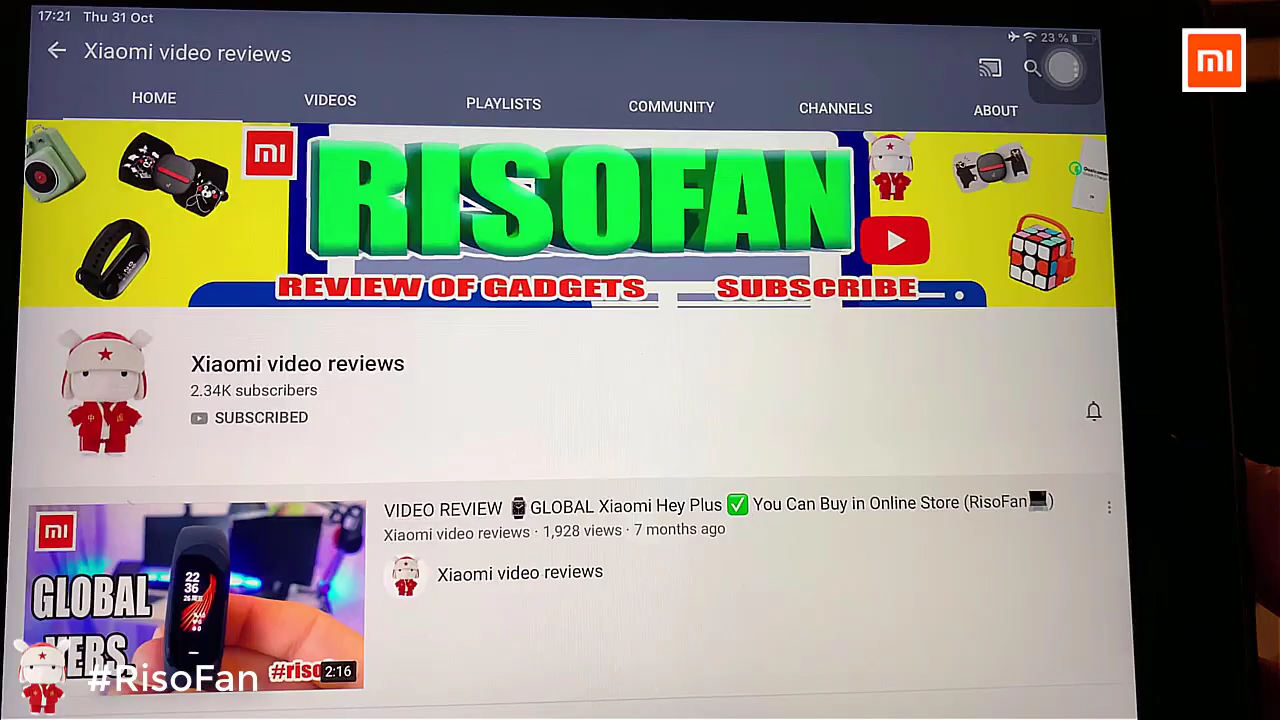 17:21 Thu 31 Oct
23 %
Xiaomi video reviews
HOME VIDEOS PLAYLISTS COMMUNITY CHANNELS ABOUT
RISOFAN
REVIEW OF GADGETS SUBSCRIBE
Xiaomi video reviews
2.34K subscribers
SUBSCRIBED
VIDEO REVIEW ⌚GLOBAL Xiaomi Hey Plus ✅ You Can Buy in Online Store (RisoFan💻)
Xiaomi video reviews · 1,928 views · 7 months ago
Xiaomi video reviews
22
36
GLOBAL
VERS.
#riso
2:16
#RisoFan